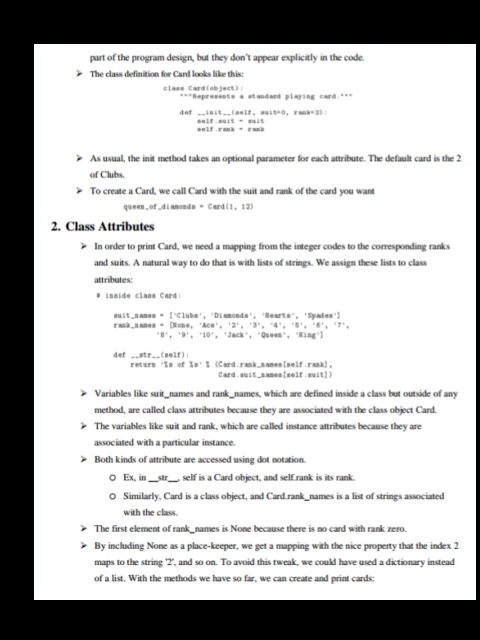 part of the program design, but they don't appear explicitly in the code.
➢ The class definition for Card looks like this:
class Card(object):
"""Represents a standard playing card."""
def __init__(self, suit=0, rank=2):
self.suit = suit
self.rank = rank
➢ As usual, the init method takes an optional parameter for each attribute. The default card is the 2
of Clubs.
➢ To create a Card, we call Card with the suit and rank of the card you want
queen_of_diamonds = Card(1, 12)
2. Class Attributes
➢ In order to print Card, we need a mapping from the integer codes to the corresponding ranks
and suits. A natural way to do that is with lists of strings. We assign these lists to class
attributes:
# inside class Card:
suit_names = ['Clubs', 'Diamonds', 'Hearts', 'Spades']
rank_names = [None, 'Ace', '2', '3', '4', '5', '6', '7',
'8', '9', '10', 'Jack', 'Queen', 'King']
def __str__(self):
return '%s of %s' % (Card.rank_names[self.rank],
Card.suit_names[self.suit])
➢ Variables like suit_names and rank_names, which are defined inside a class but outside of any
method, are called class attributes because they are associated with the class object Card.
➢ The variables like suit and rank, which are called instance attributes because they are
associated with a particular instance.
➢ Both kinds of attribute are accessed using dot notation.
o Ex, in __str__, self is a Card object, and self.rank is its rank.
o Similarly, Card is a class object, and Card.rank_names is a list of strings associated
with the class.
➢ The first element of rank_names is None because there is no card with rank zero.
➢ By including None as a place-keeper, we get a mapping with the nice property that the index 2
maps to the string '2', and so on. To avoid this tweak, we could have used a dictionary instead
of a list. With the methods we have so far, we can create and print cards: